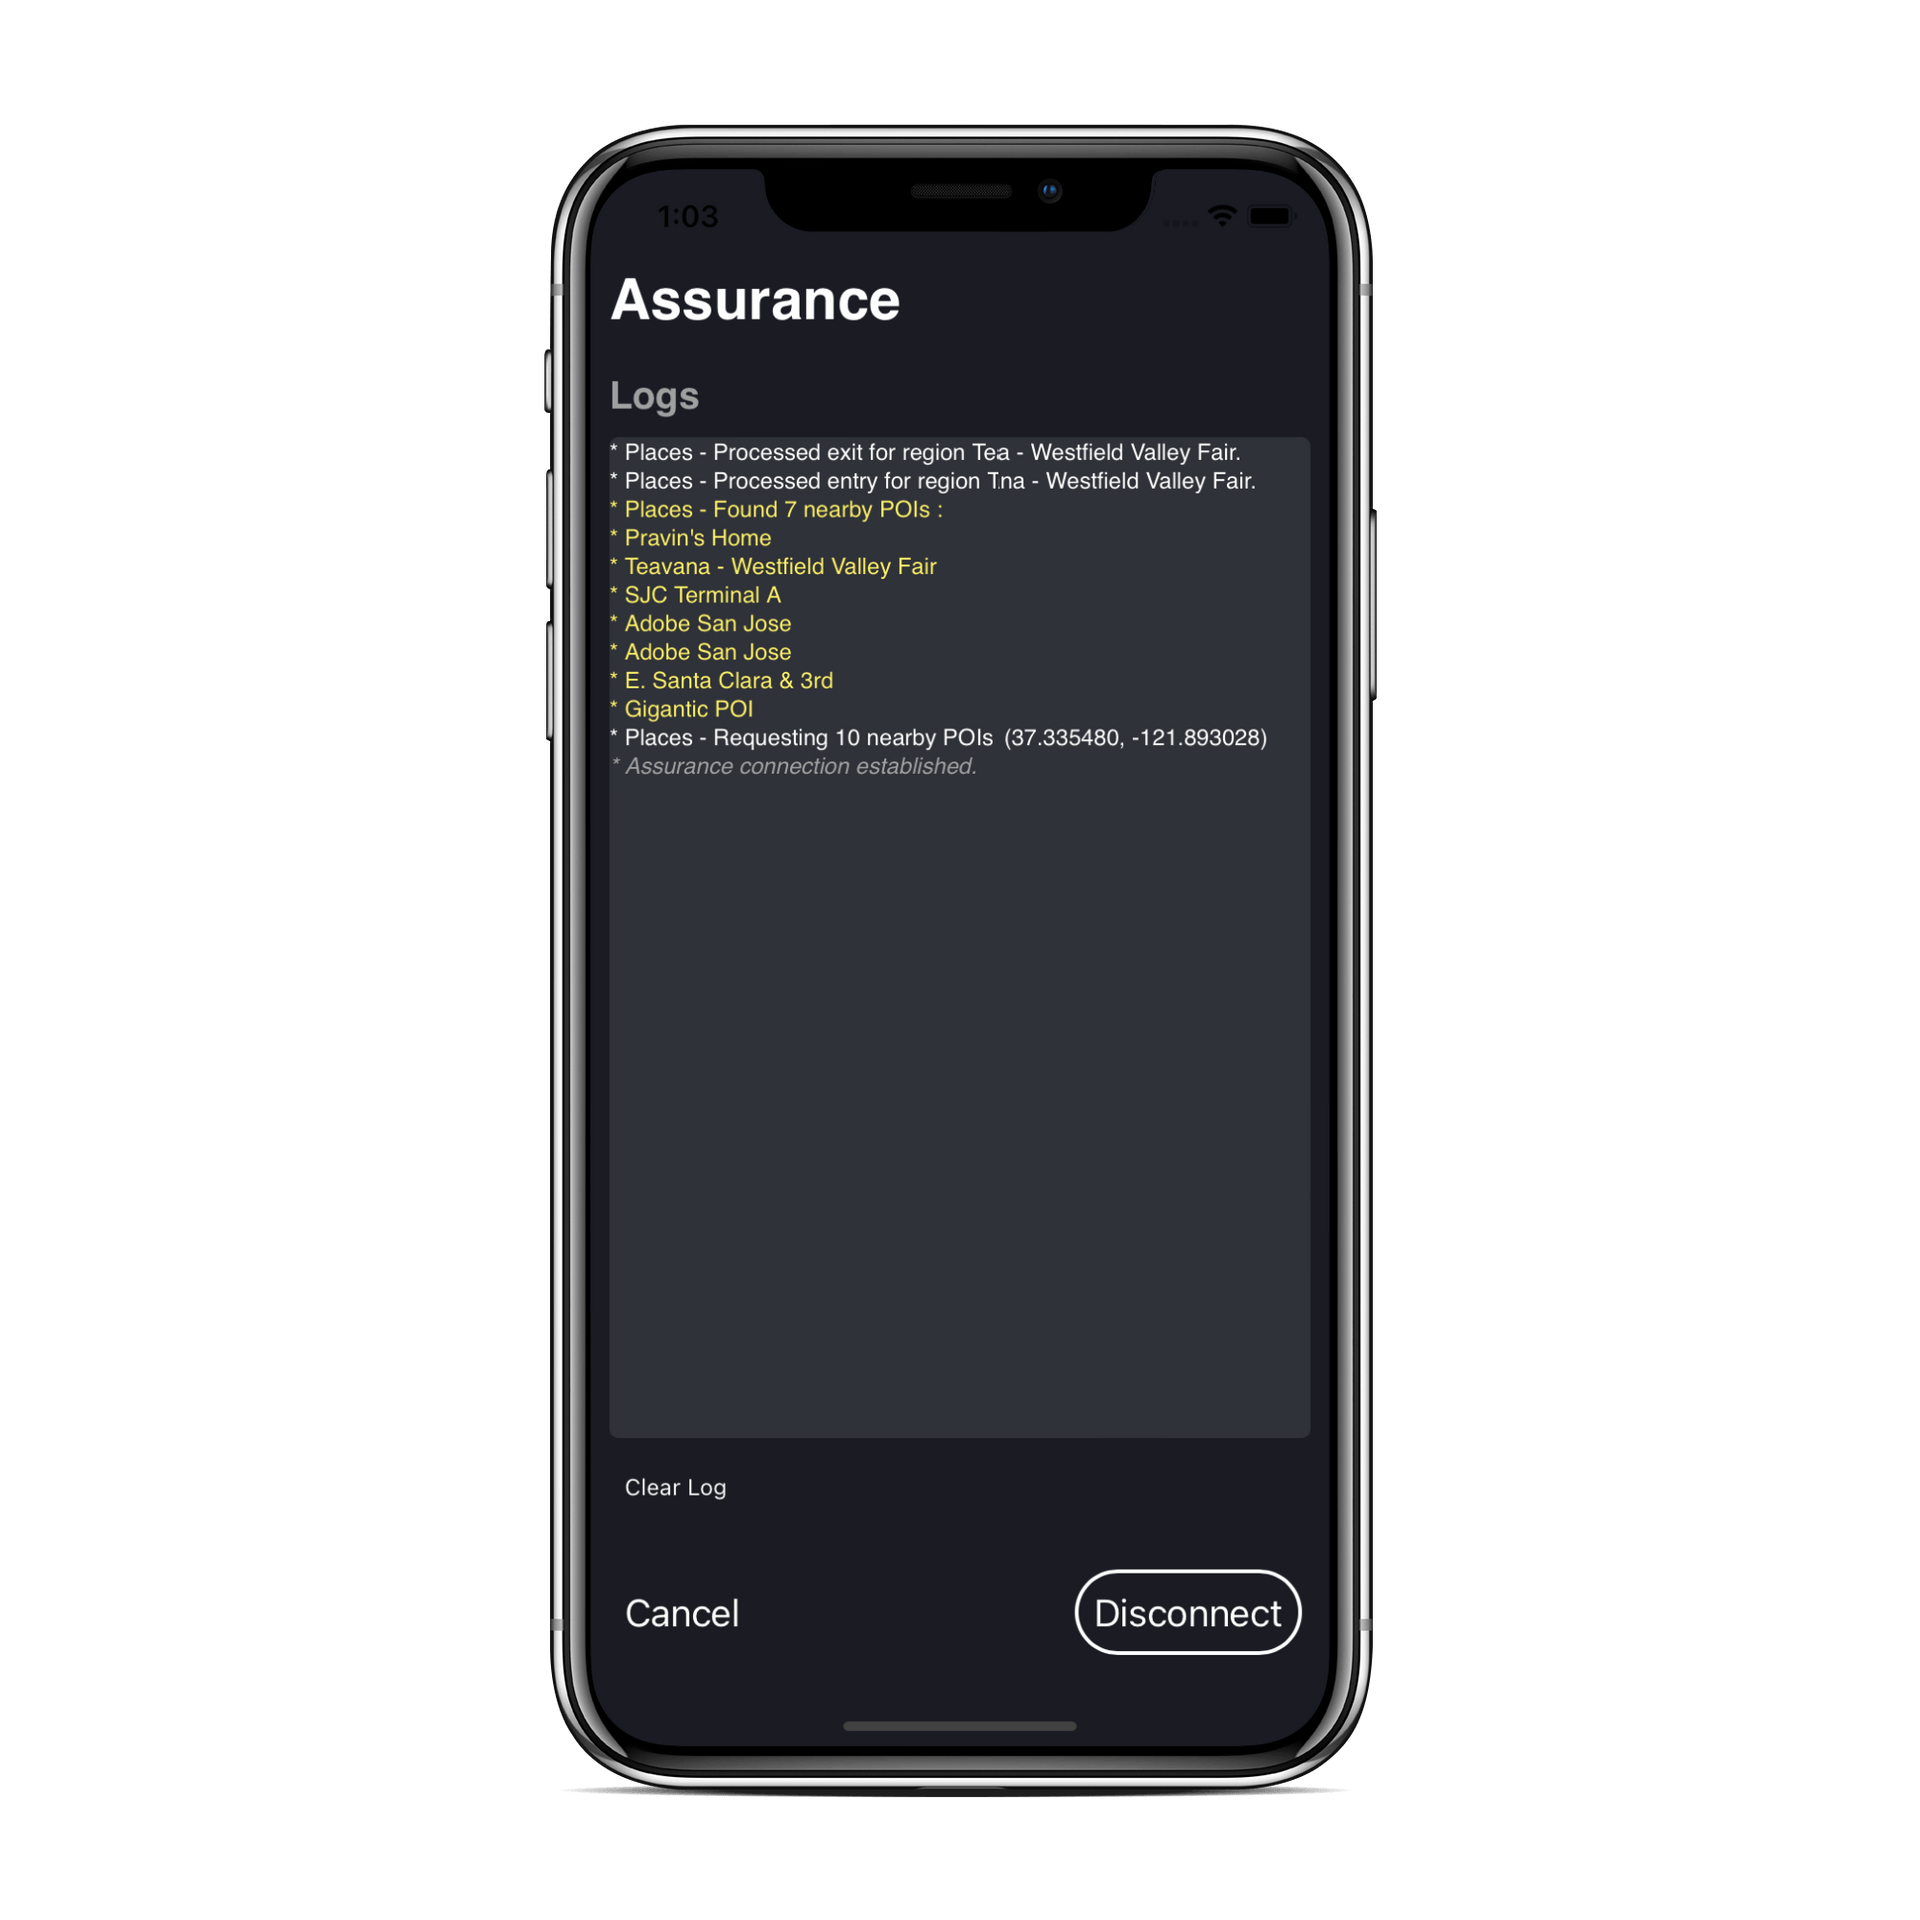 1:03
Assurance
Logs
* Places - Processed exit for region Tea - Westfield Valley Fair.
* Places - Processed entry for region Tna - Westfield Valley Fair.
* Places - Found 7 nearby POIs :
* Pravin's Home
* Teavana - Westfield Valley Fair
* SJC Terminal A
* Adobe San Jose
* Adobe San Jose
* E. Santa Clara & 3rd
* Gigantic POI
* Places - Requesting 10 nearby POIs (37.335480, -121.893028)
* Assurance connection established.
Clear Log
Cancel
Disconnect